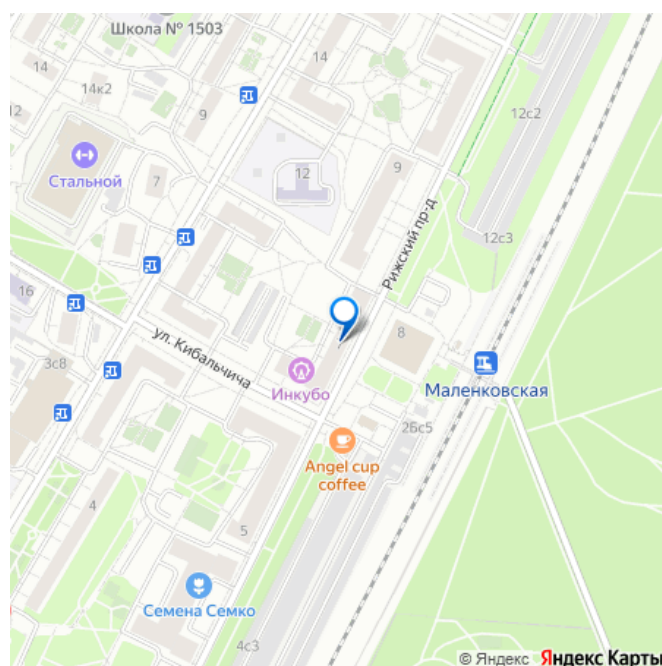 Школа № 1503
14
14
14к2
12
9
12с2
Стальной
7
12
9
12с3
Рижский пр-д
16
ул. Кибальчича
8
3с8
Инкубо
Маленковская
2Бс5
Angel cup
coffee
4
5
Семена Семко
4с3
© Яндекс Яндекс Карты